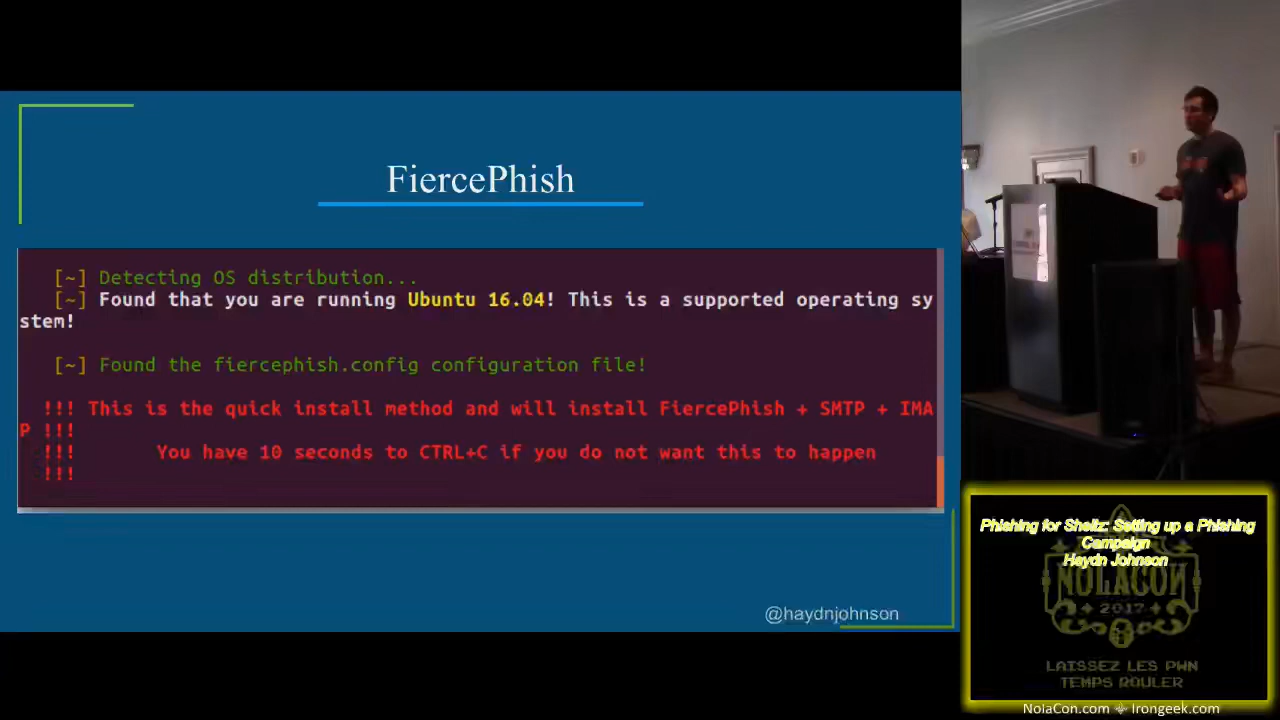 FiercePhish
[~] Detecting OS distribution...
[~] Found that you are running Ubuntu 16.04! This is a supported operating sy
stem!
[~] Found the fiercephish.config configuration file!
!!! This is the quick install method and will install FiercePhish + SMTP + IMA
P !!!
!!! You have 10 seconds to CTRL+C if you do not want this to happen
!!!
@haydnjohnson
Phishing for Shellz: Setting up a Phishing
Campaign
Haydn Johnson
NOLACON
2017
LAISSEZ LES PWN
TEMPS ROULER
NolaCon.com Irongeek.com